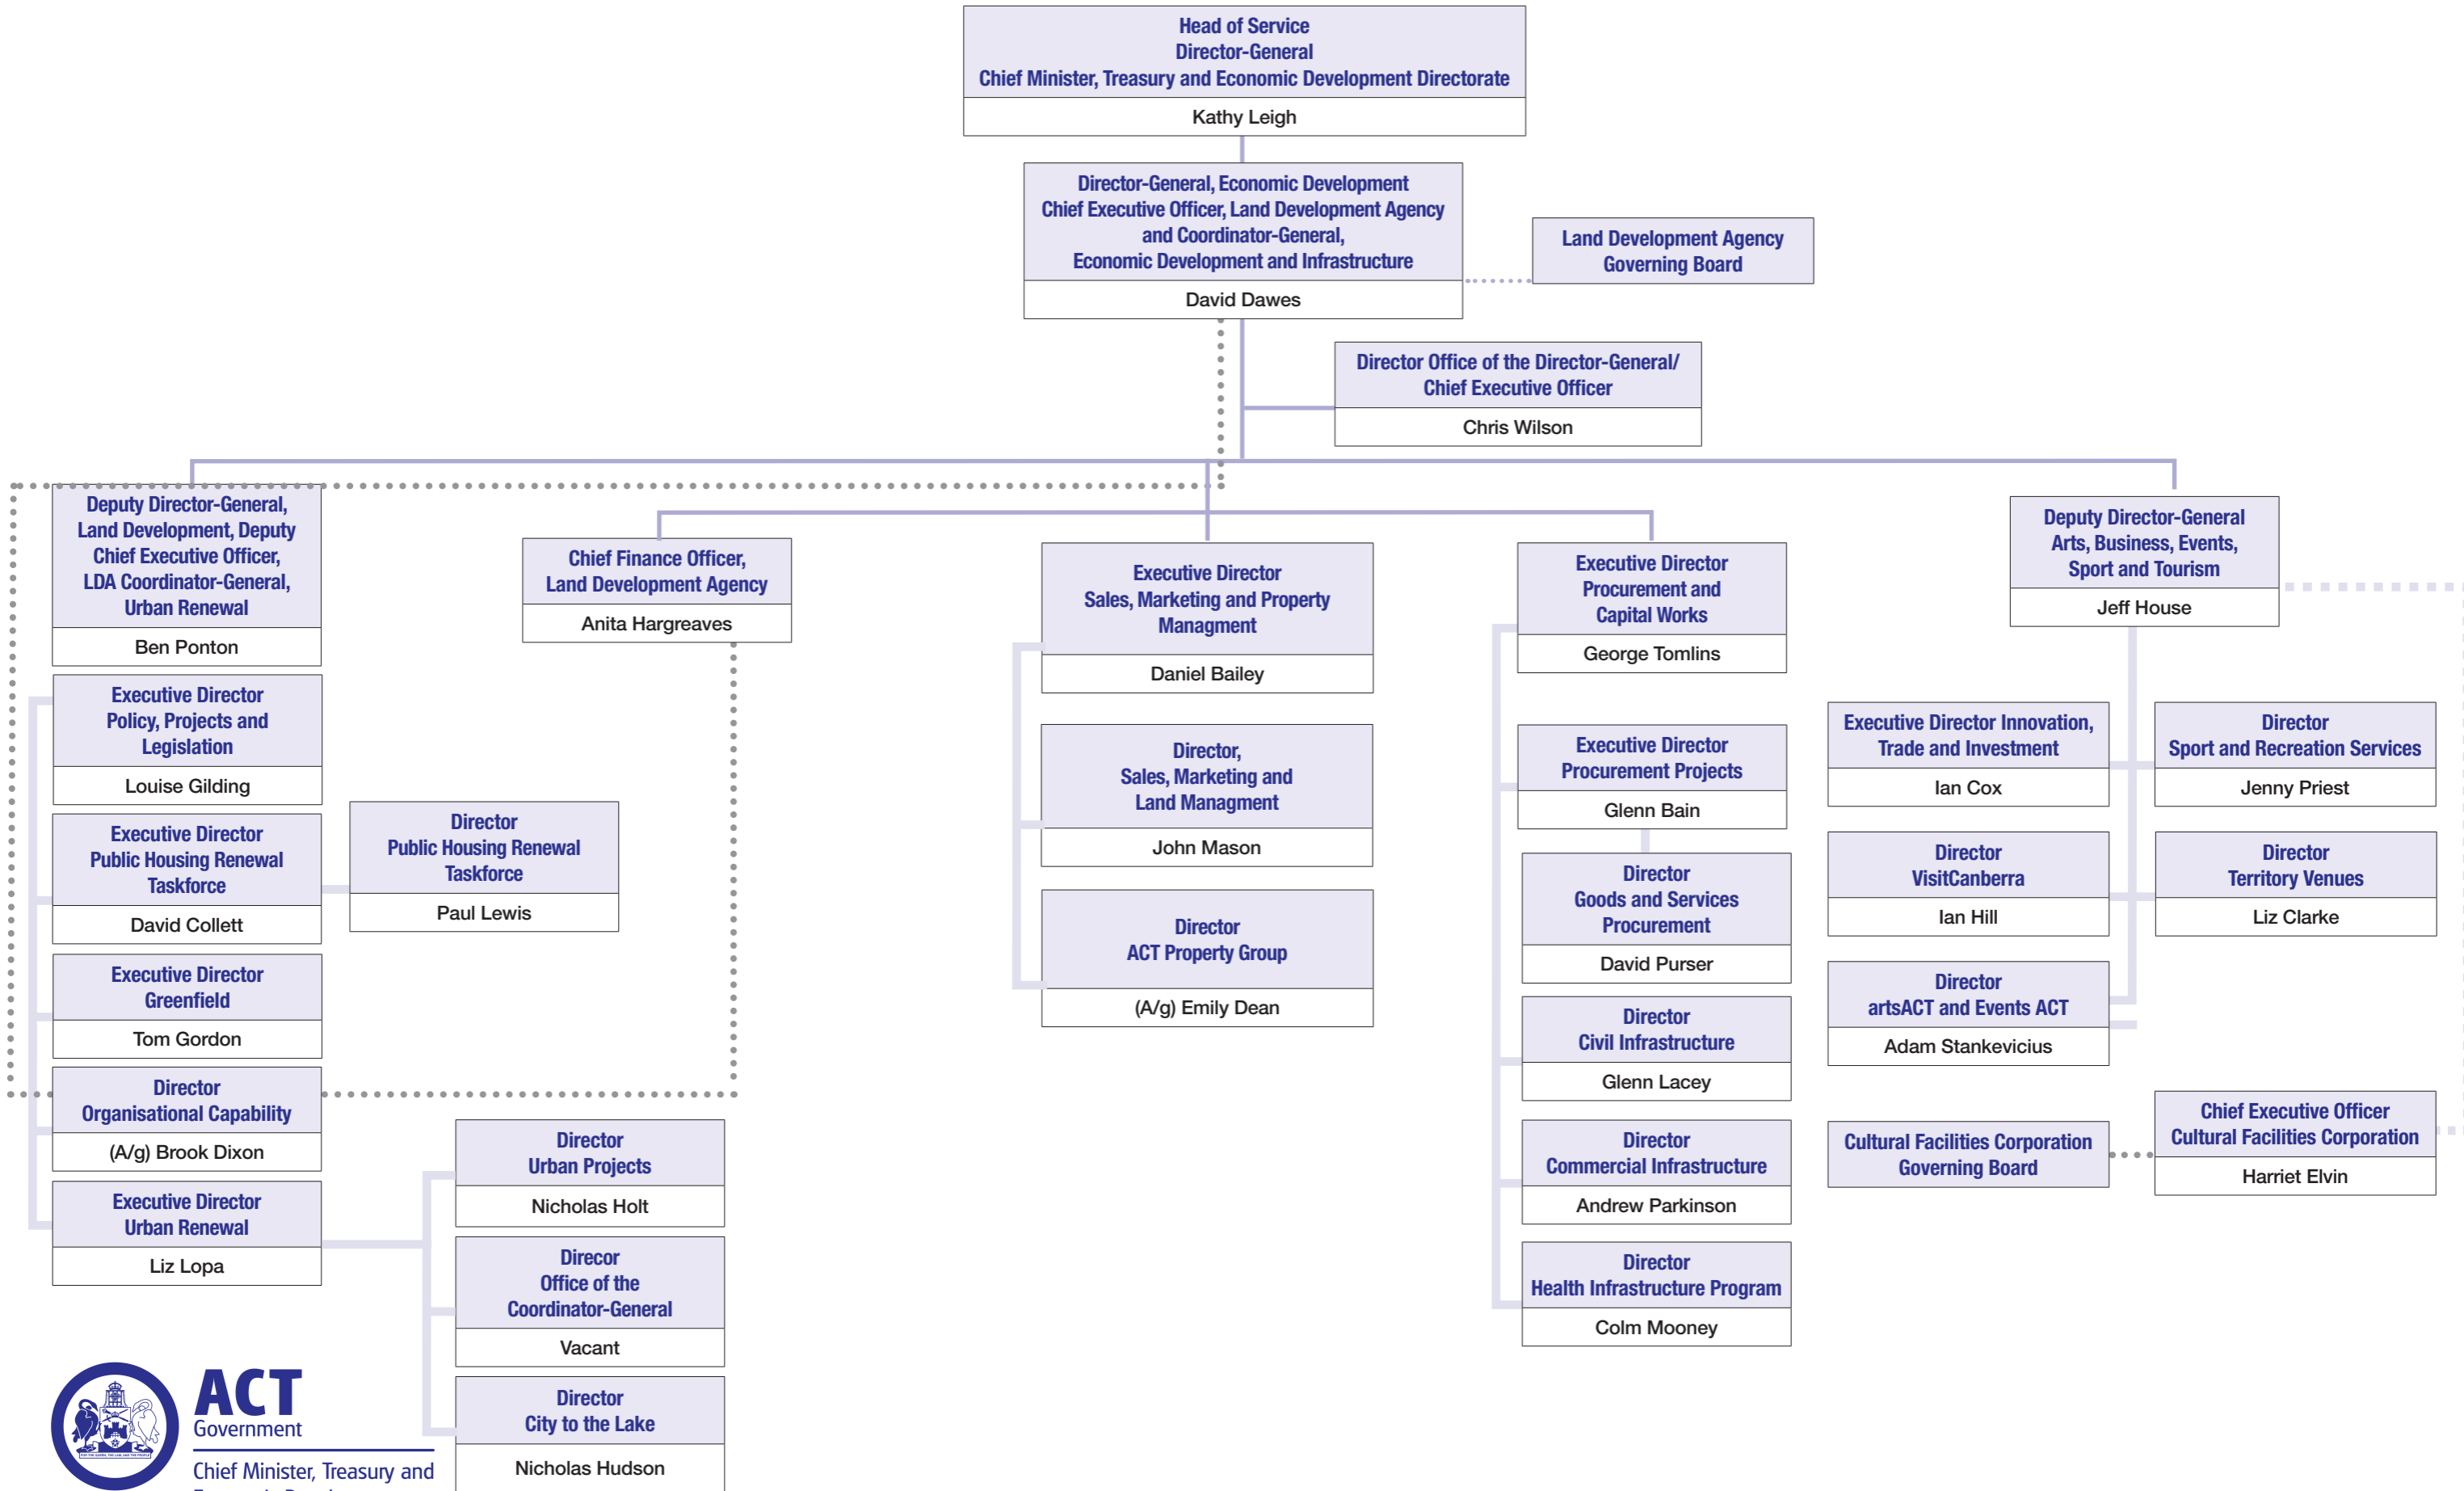 Head of Service
Director-General
Chief Minister, Treasury and Economic Development Directorate
Kathy Leigh
Director-General, Economic Development
Chief Executive Officer, Land Development Agency
and Coordinator-General,
Economic Development and Infrastructure
David Dawes
Land Development Agency
Governing Board
Director Office of the Director-General/
Chief Executive Officer
Chris Wilson
Deputy Director-General,
Land Development, Deputy
Chief Executive Officer,
LDA Coordinator-General,
Urban Renewal
Ben Ponton
Executive Director
Policy, Projects and
Legislation
Louise Gilding
Executive Director
Public Housing Renewal
Taskforce
David Collett
Director
Public Housing Renewal
Taskforce
Paul Lewis
Executive Director
Greenfield
Tom Gordon
Director
Organisational Capability
(A/g) Brook Dixon
Executive Director
Urban Renewal
Liz Lopa
Director
Urban Projects
Nicholas Holt
Direcor
Office of the
Coordinator-General
Vacant
Director
City to the Lake
Nicholas Hudson
Chief Finance Officer,
Land Development Agency
Anita Hargreaves
Executive Director
Sales, Marketing and Property
Managment
Daniel Bailey
Director,
Sales, Marketing and
Land Managment
John Mason
Director
ACT Property Group
(A/g) Emily Dean
Executive Director
Procurement and
Capital Works
George Tomlins
Executive Director
Procurement Projects
Glenn Bain
Director
Goods and Services
Procurement
David Purser
Director
Civil Infrastructure
Glenn Lacey
Director
Commercial Infrastructure
Andrew Parkinson
Director
Health Infrastructure Program
Colm Mooney
Deputy Director-General
Arts, Business, Events,
Sport and Tourism
Jeff House
Executive Director Innovation,
Trade and Investment
Ian Cox
Director
Sport and Recreation Services
Jenny Priest
Director
VisitCanberra
Ian Hill
Director
Territory Venues
Liz Clarke
Director
artsACT and Events ACT
Adam Stankevicius
Cultural Facilities Corporation
Governing Board
Chief Executive Officer
Cultural Facilities Corporation
Harriet Elvin
ACT
Government
Chief Minister, Treasury and